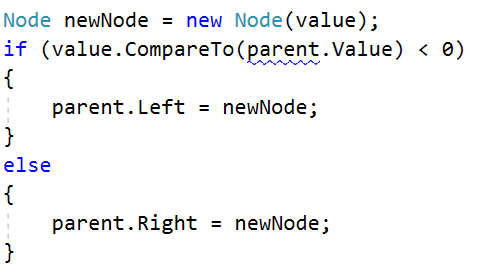 Node newNode = new Node(value);
if (value.CompareTo(parent.Value) < 0)
{
    parent.Left = newNode;
}
else
{
    parent.Right = newNode;
}